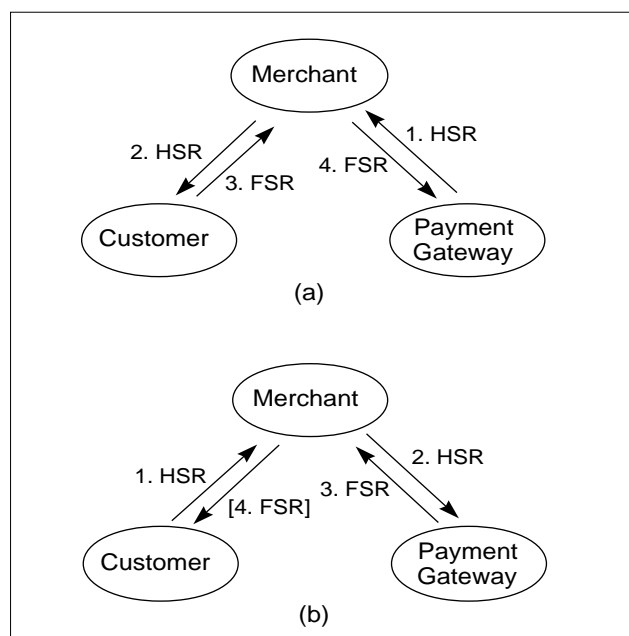 Merchant
2. HSR
1. HSR
3. FSR
4. FSR
Customer
Payment
Gateway
(a)
Merchant
1. HSR
2. HSR
[4. FSR]
3. FSR
Customer
Payment
Gateway
(b)